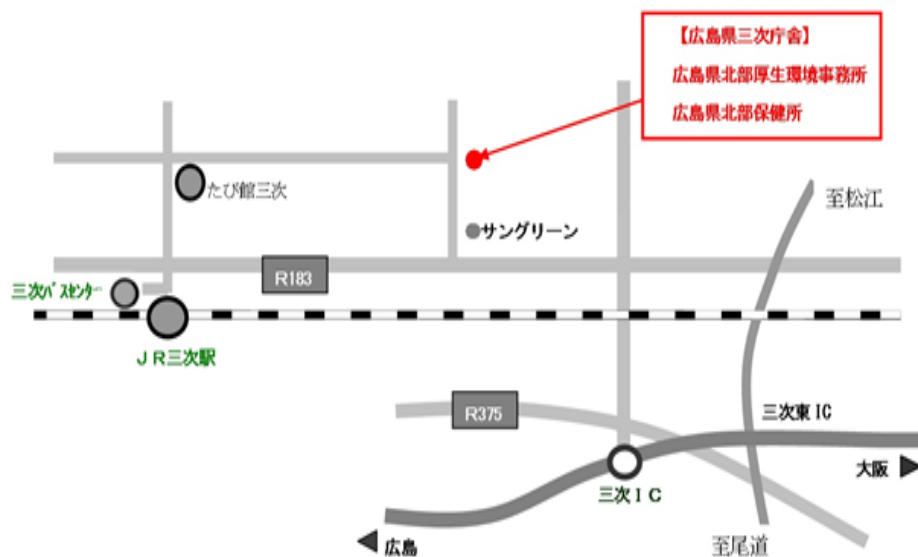 【広島県三次庁舎】
広島県北部厚生環境事務所
広島県北部保健所
たび館三次
至松江
サングリーン
R183
三次ﾊﾞｽｾﾝﾀｰ
ＪＲ三次駅
R375
三次東IC
大阪
三次ＩＣ
広島
至尾道